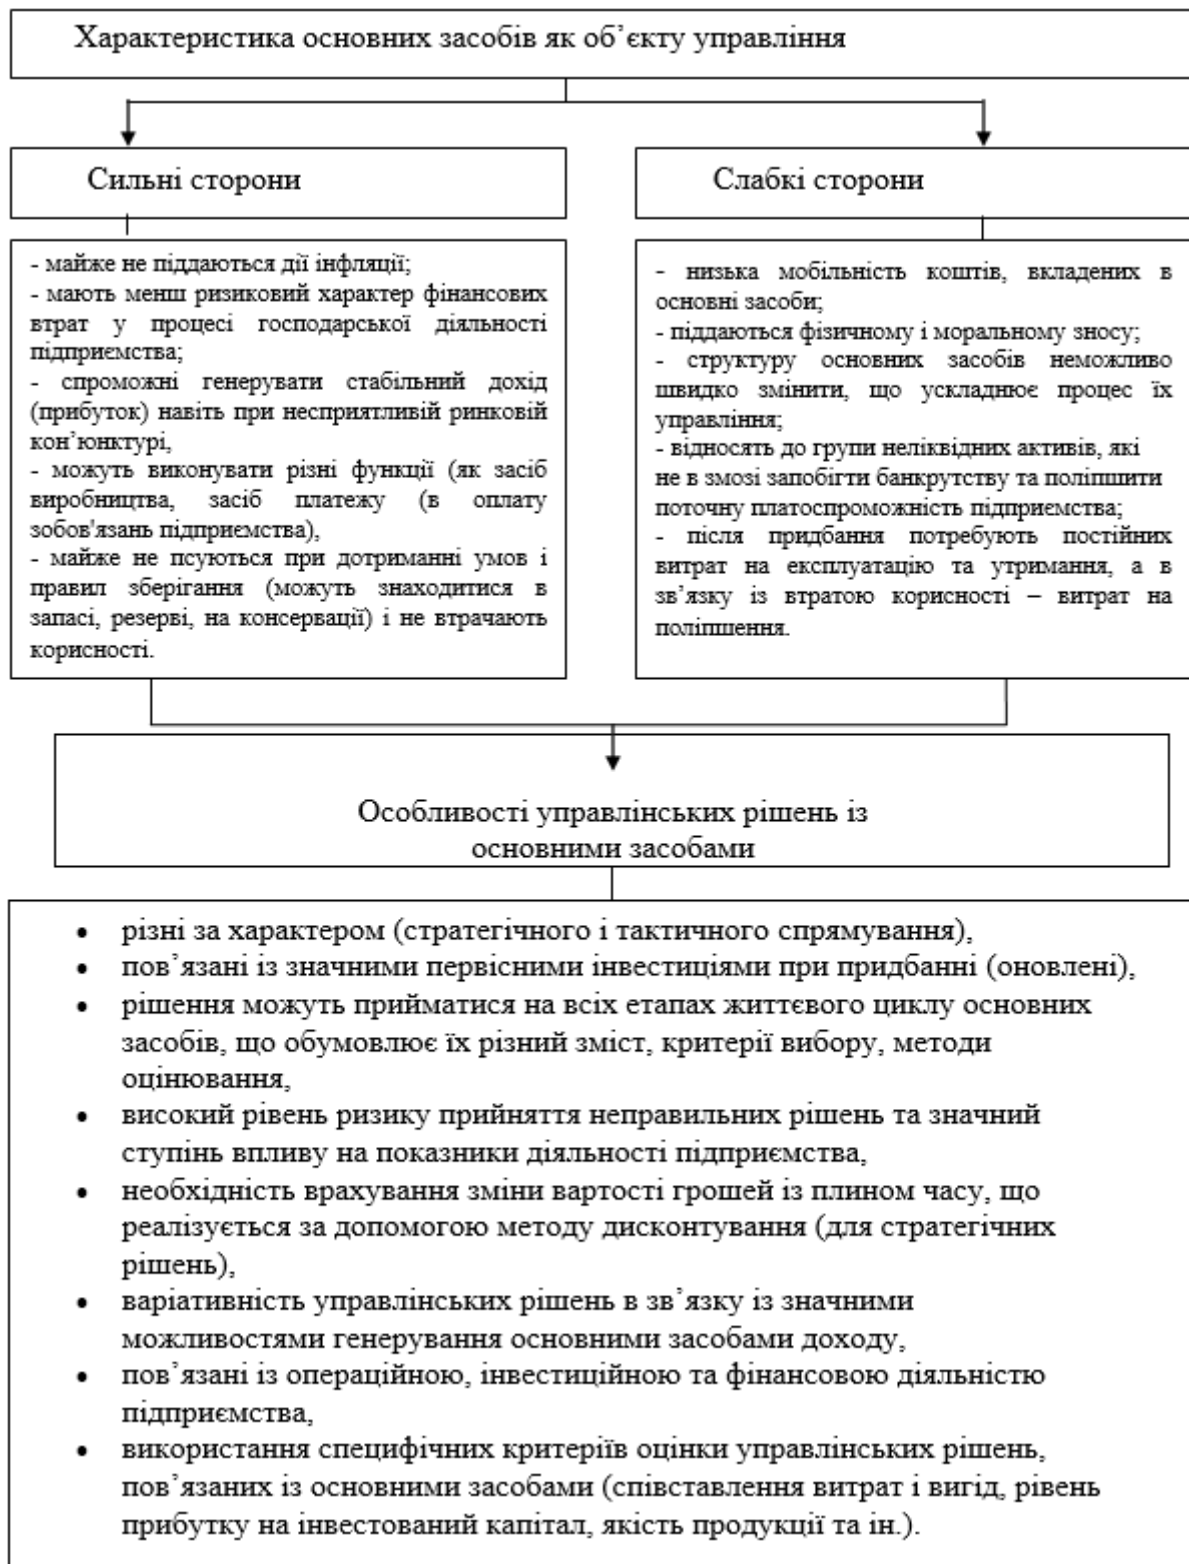 Характеристика основних засобів як об’єкту управління
Сильні сторони
- майже не піддаються дії інфляції;
- мають менш ризиковий характер фінансових
втрат у процесі господарської діяльності
підприємства;
- спроможні генерувати стабільний дохід
(прибуток) навіть при несприятливій ринковій
кон’юнктурі,
- можуть виконувати різні функції (як засіб
виробництва, засіб платежу (в оплату
зобов'язань підприємства),
- майже не псуються при дотриманні умов і
правил зберігання (можуть знаходитися в
запасі, резерві, на консервації) і не втрачають
корисності.
Слабкі сторони
- низька мобільність коштів, вкладених в
основні засоби;
- піддаються фізичному і моральному зносу;
- структуру основних засобів неможливо
швидко змінити, що ускладнює процес їх
управління;
- відносять до групи неліквідних активів, які
не в змозі запобігти банкрутству та поліпшити
поточну платоспроможність підприємства;
- після придбання потребують постійних
витрат на експлуатацію та утримання, а в
зв’язку із втратою корисності – витрат на
поліпшення.
Особливості управлінських рішень із
основними засобами
• різні за характером (стратегічного і тактичного спрямування),
• пов’язані із значними первісними інвестиціями при придбанні (оновлені),
• рішення можуть прийматися на всіх етапах життєвого циклу основних
засобів, що обумовлює їх різний зміст, критерії вибору, методи
оцінювання,
• високий рівень ризику прийняття неправильних рішень та значний
ступінь впливу на показники діяльності підприємства,
• необхідність врахування зміни вартості грошей із плином часу, що
реалізується за допомогою методу дисконтування (для стратегічних
рішень),
• варіативність управлінських рішень в зв’язку із значними
можливостями генерування основними засобами доходу,
• пов’язані із операційною, інвестиційною та фінансовою діяльністю
підприємства,
• використання специфічних критеріїв оцінки управлінських рішень,
пов’язаних із основними засобами (співставлення витрат і вигід, рівень
прибутку на інвестований капітал, якість продукції та ін.).